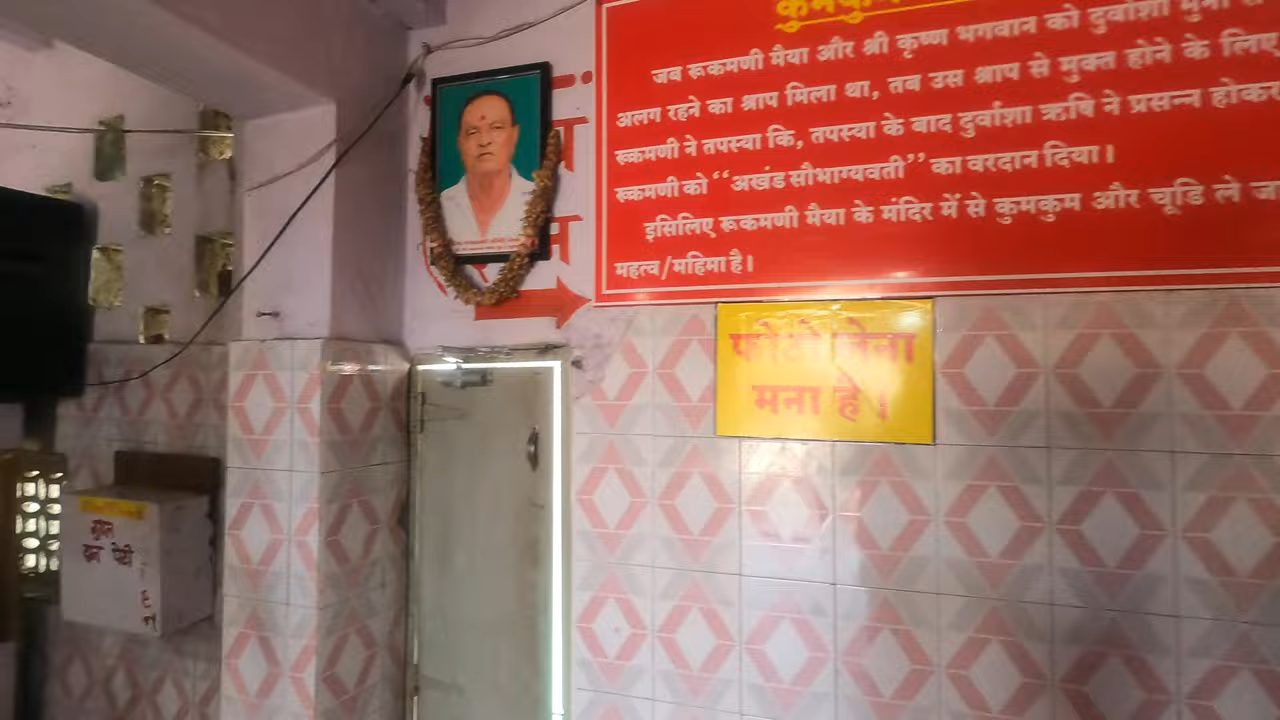 जब रूकमणी मैया और श्री कृष्ण भगवान को दुर्वाशा मुनी से
अलग रहने का श्राप मिला था, तब उस श्राप से मुक्त होने के लिए
रूकमणी ने तपस्या कि, तपस्या के बाद दुर्वाशा ऋषि ने प्रसन्न होकर
रूकमणी को “अखंड सौभाग्यवती” का वरदान दिया।
इसिलिए रूकमणी मैया के मंदिर में से कुमकुम और चूडि ले
महत्व/महिमा है।
फोटो लेना
मना है।
गुप्त
दान पेटी